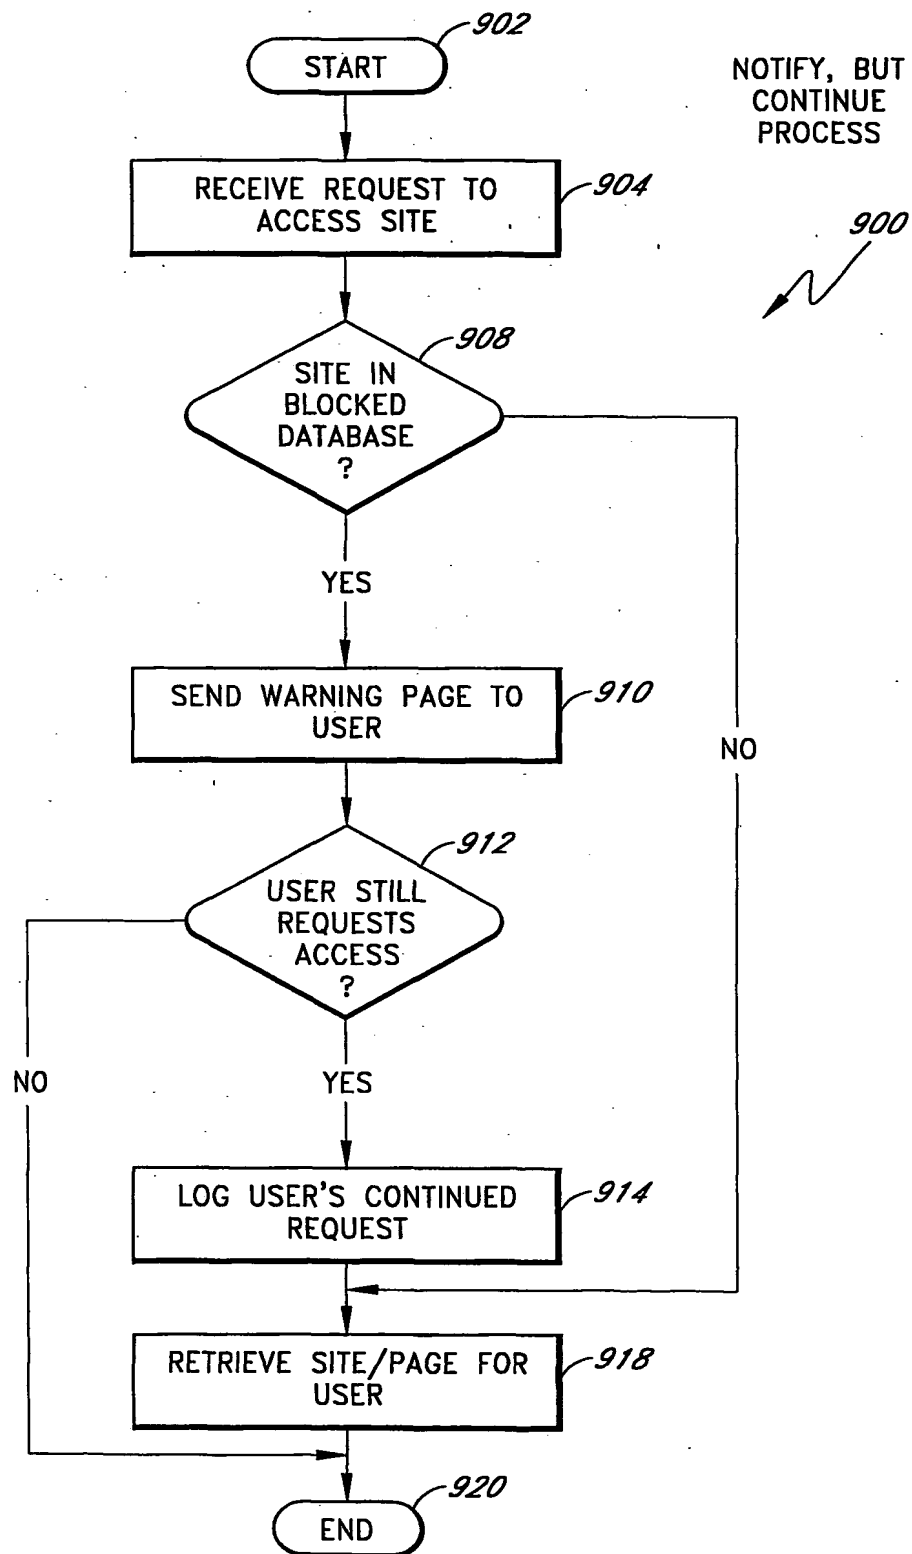 902
START
NOTIFY, BUT
CONTINUE
PROCESS
RECEIVE REQUEST TO
ACCESS SITE
904
900
908
SITE IN
BLOCKED
DATABASE
?
YES
SEND WARNING PAGE TO
USER
910
NO
912
USER STILL
REQUESTS
ACCESS
?
NO
YES
LOG USER'S CONTINUED
REQUEST
914
RETRIEVE SITE/PAGE FOR
USER
918
920
END